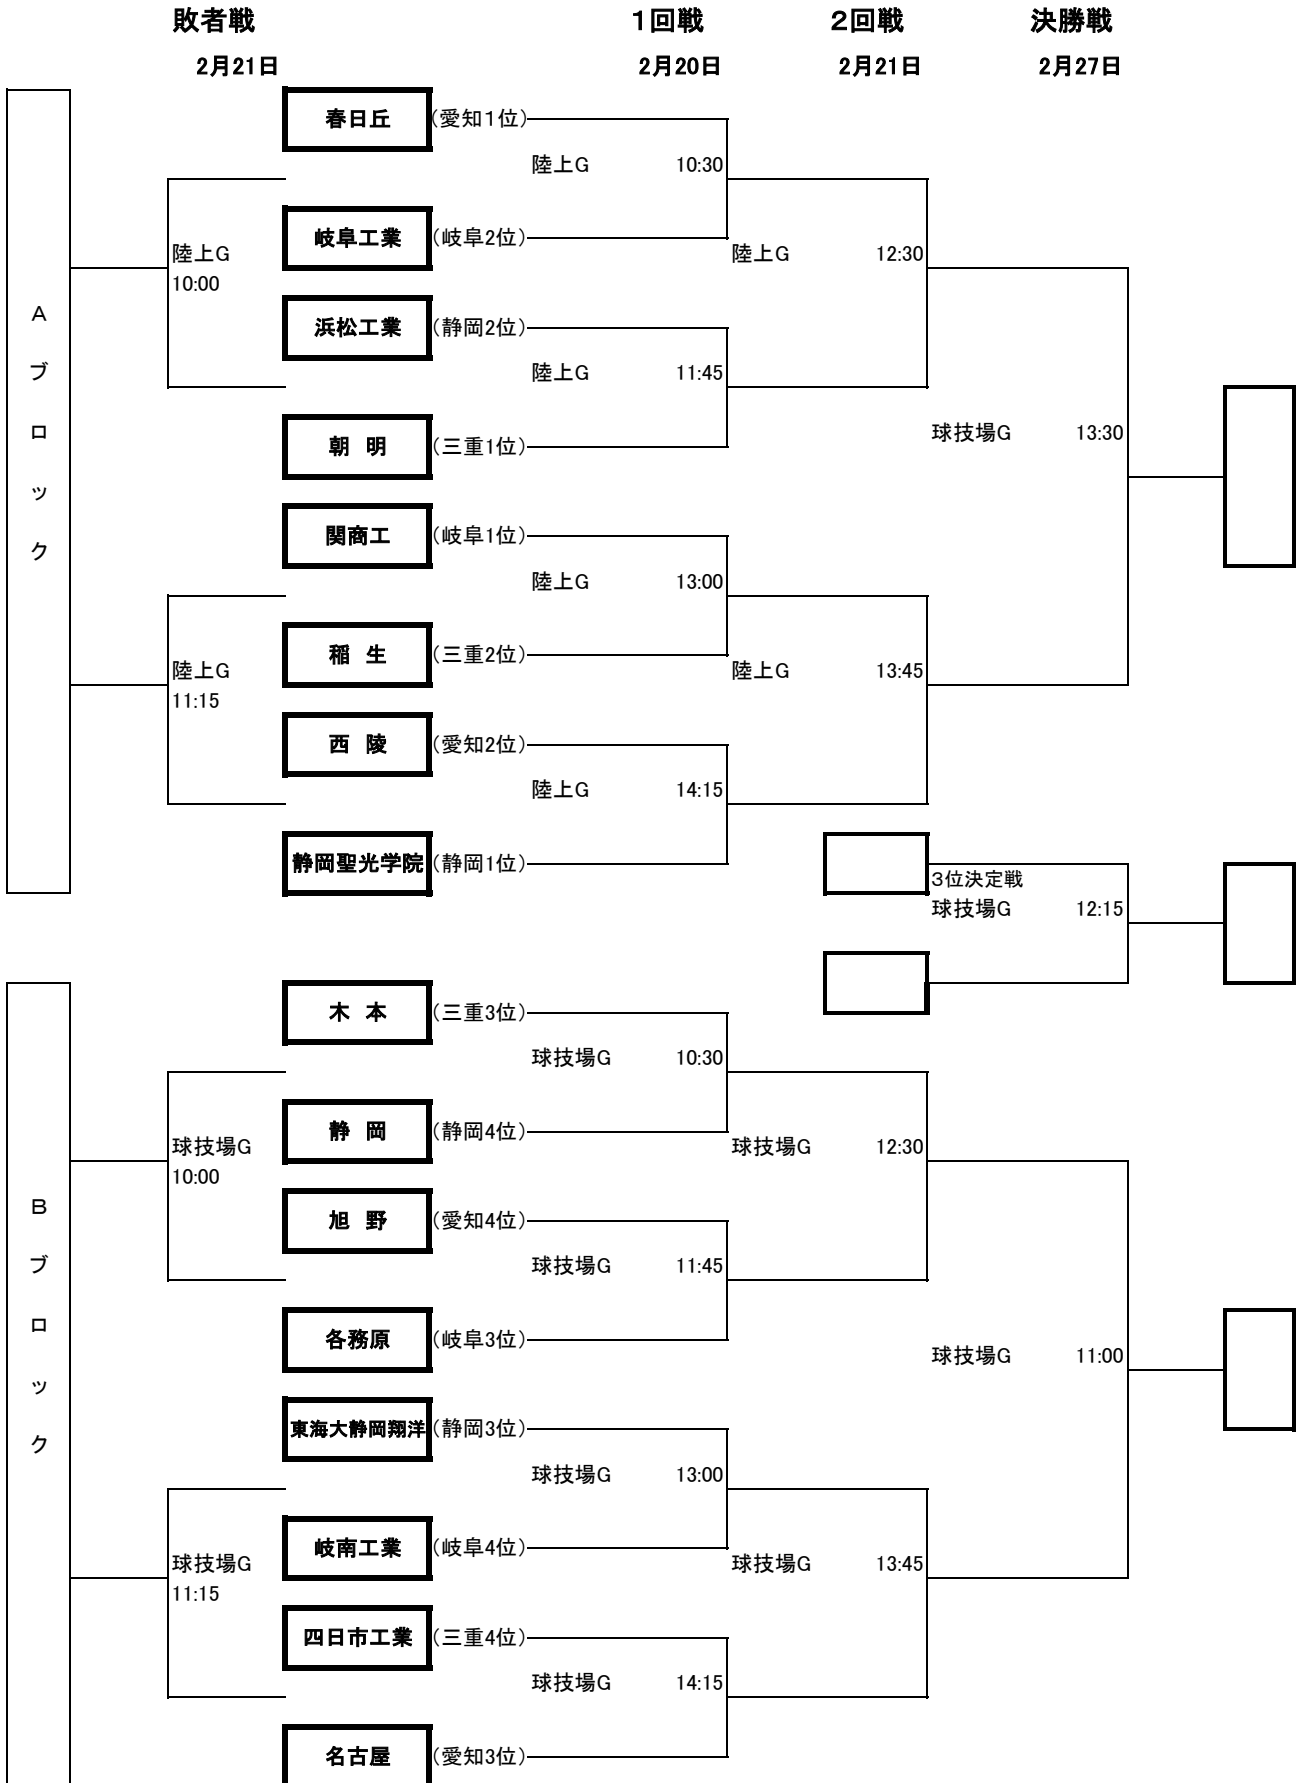 敗者戦 1回戦 2回戦 決勝戦
2月21日 2月20日 2月21日 2月27日
Aブロック
春日丘 (愛知1位)
陸上G 10:30
岐阜工業 (岐阜2位)
陸上G
10:00
陸上G 12:30
浜松工業 (静岡2位)
陸上G 11:45
朝 明 (三重1位)
球技場G 13:30
関商工 (岐阜1位)
陸上G 13:00
稲 生 (三重2位)
陸上G
11:15
陸上G 13:45
西 陵 (愛知2位)
陸上G 14:15
静岡聖光学院 (静岡1位)
3位決定戦
球技場G 12:15
Bブロック
木 本 (三重3位)
球技場G 10:30
静 岡 (静岡4位)
球技場G
10:00
球技場G 12:30
旭 野 (愛知4位)
球技場G 11:45
各務原 (岐阜3位)
球技場G 11:00
東海大静岡翔洋 (静岡3位)
球技場G 13:00
岐南工業 (岐阜4位)
球技場G
11:15
球技場G 13:45
四日市工業 (三重4位)
球技場G 14:15
名古屋 (愛知3位)